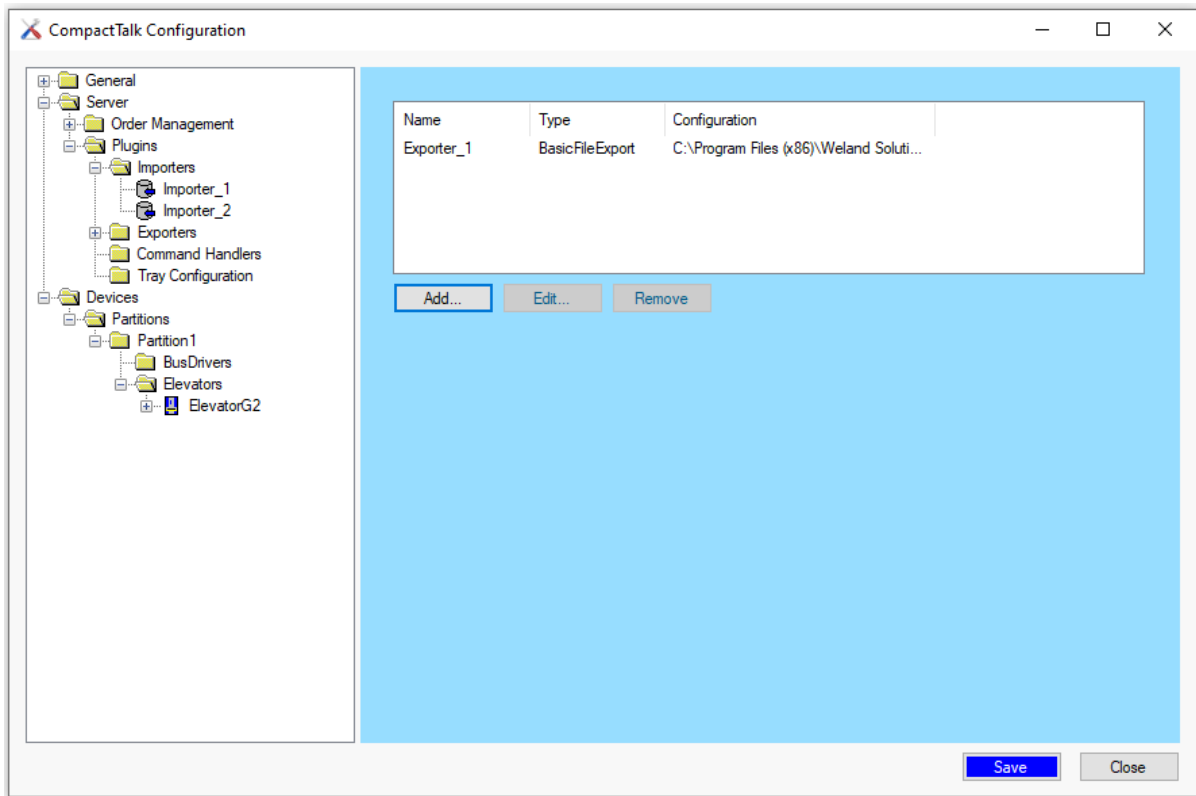 CompactTalk Configuration
General
Server
Order Management
Plugins
Importers
Importer_1
Importer_2
Exporters
Command Handlers
Tray Configuration
Devices
Partitions
Partition1
BusDrivers
Elevators
ElevatorG2
Name Type Configuration
Exporter_1 BasicFileExport C:\Program Files (x86)\Weland Soluti...
Add... Edit... Remove
Save Close